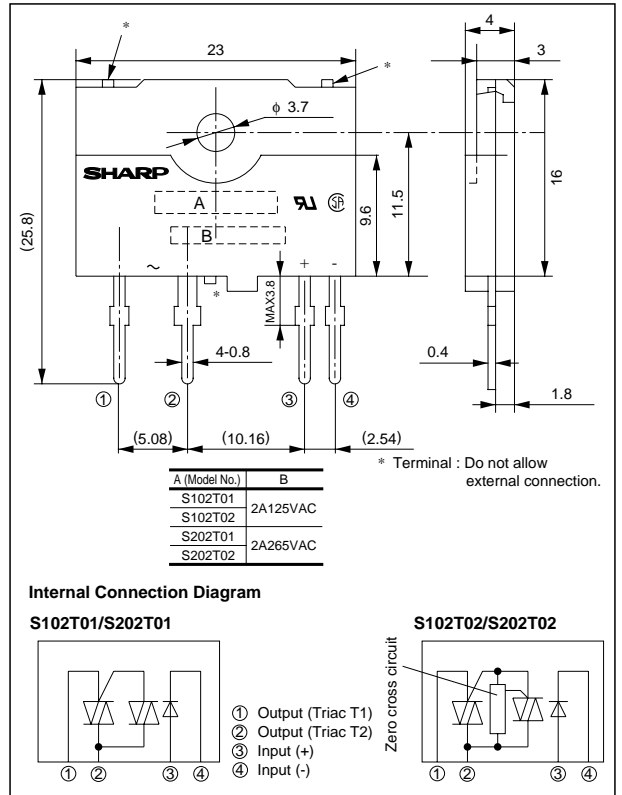 *
23
*
4
3
ϕ 3.7
SHARP
A
B
(25.8)
9.6
11.5
16
~
+
-
*
MAX3.8
4-0.8
0.4
1.8
① ② ③ ④
(5.08) (10.16) (2.54)
* Terminal : Do not allow
external connection.
A (Model No.) B
S102T01
2A125VAC
S102T02
S202T01
2A265VAC
S202T02
Internal Connection Diagram
S102T01/S202T01
S102T02/S202T02
Zero cross circuit
① Output (Triac T1)
② Output (Triac T2)
③ Input (+)
④ Input (-)
① ② ③ ④
① ② ③ ④